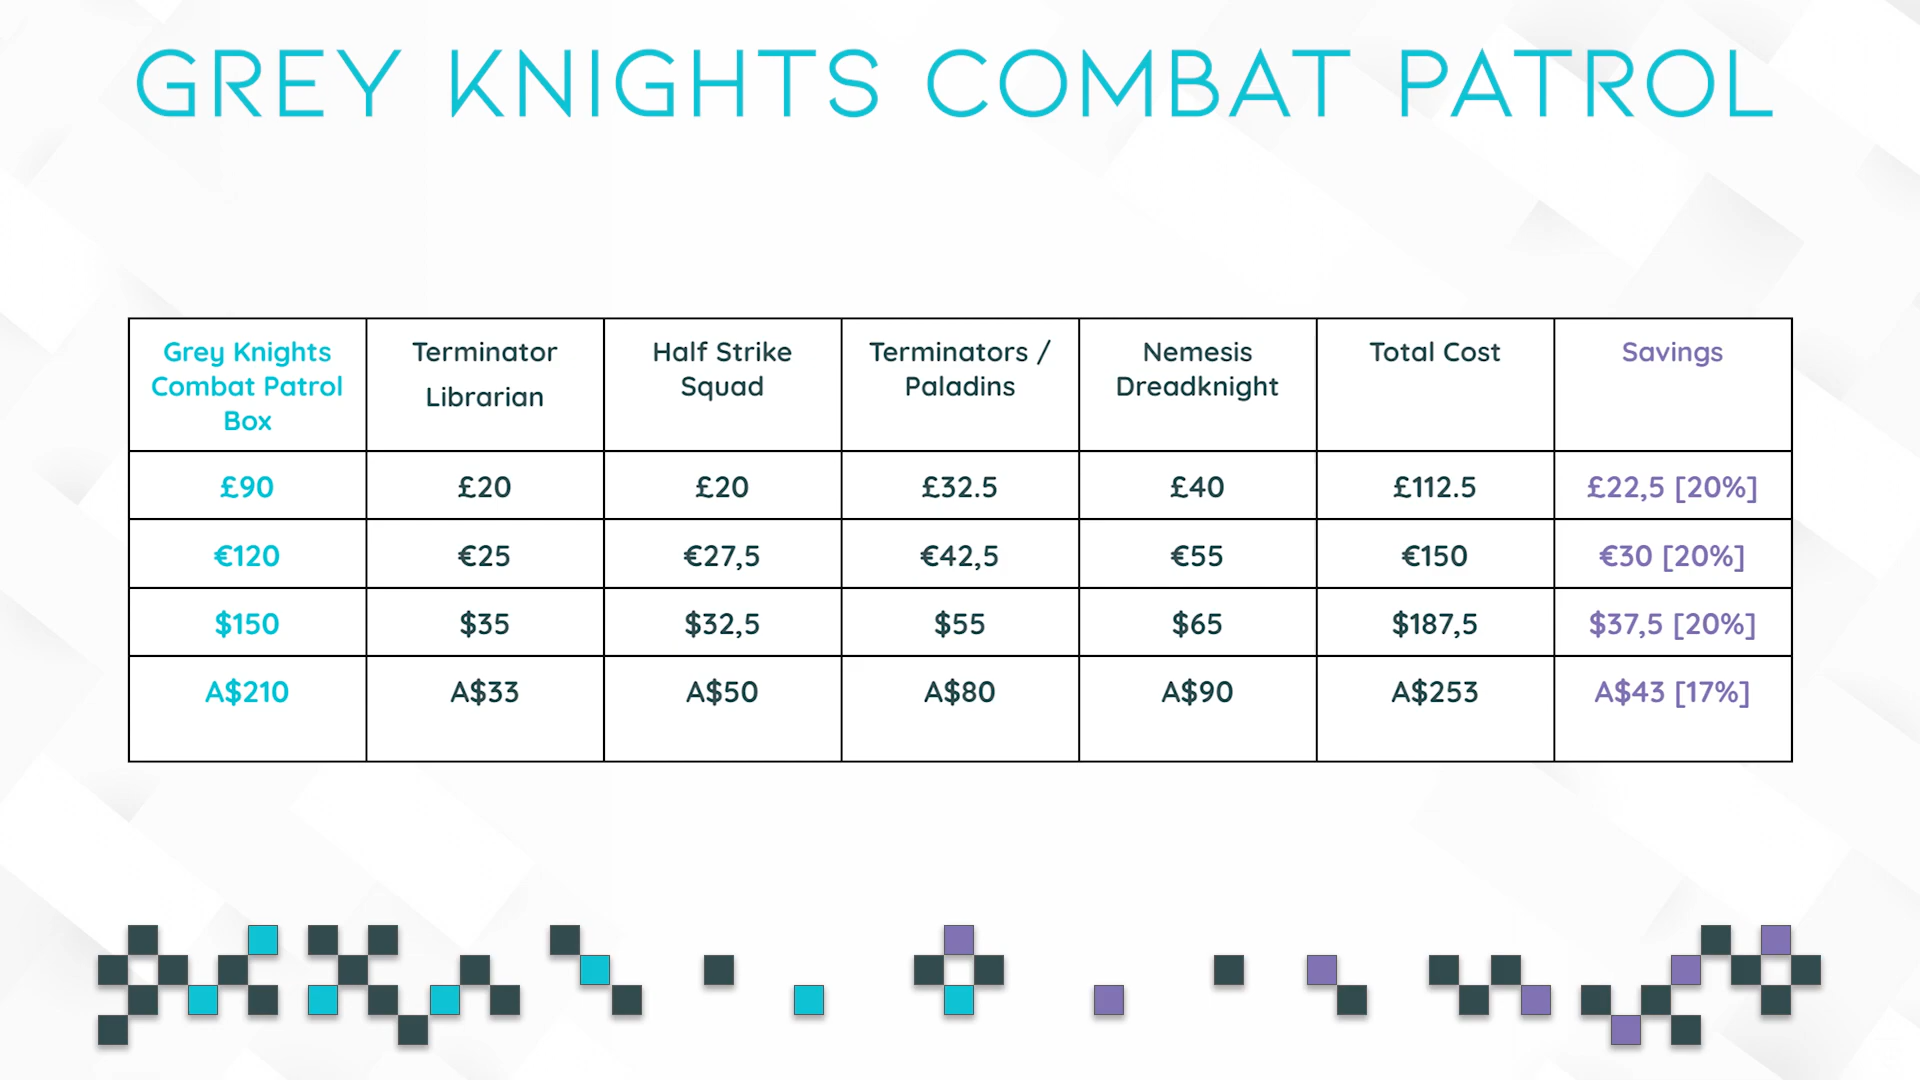 GREY KNIGHTS COMBAT PATROL
Grey Knights
Combat Patrol
Box
Terminator
Librarian
Half Strike
Squad
Terminators /
Paladins
Nemesis
Dreadknight
Total Cost
Savings
£90 £20 £20 £32.5 £40 £112.5 £22,5 [20%]
€120 €25 €27,5 €42,5 €55 €150 €30 [20%]
$150 $35 $32,5 $55 $65 $187,5 $37,5 [20%]
A$210 A$33 A$50 A$80 A$90 A$253 A$43 [17%]